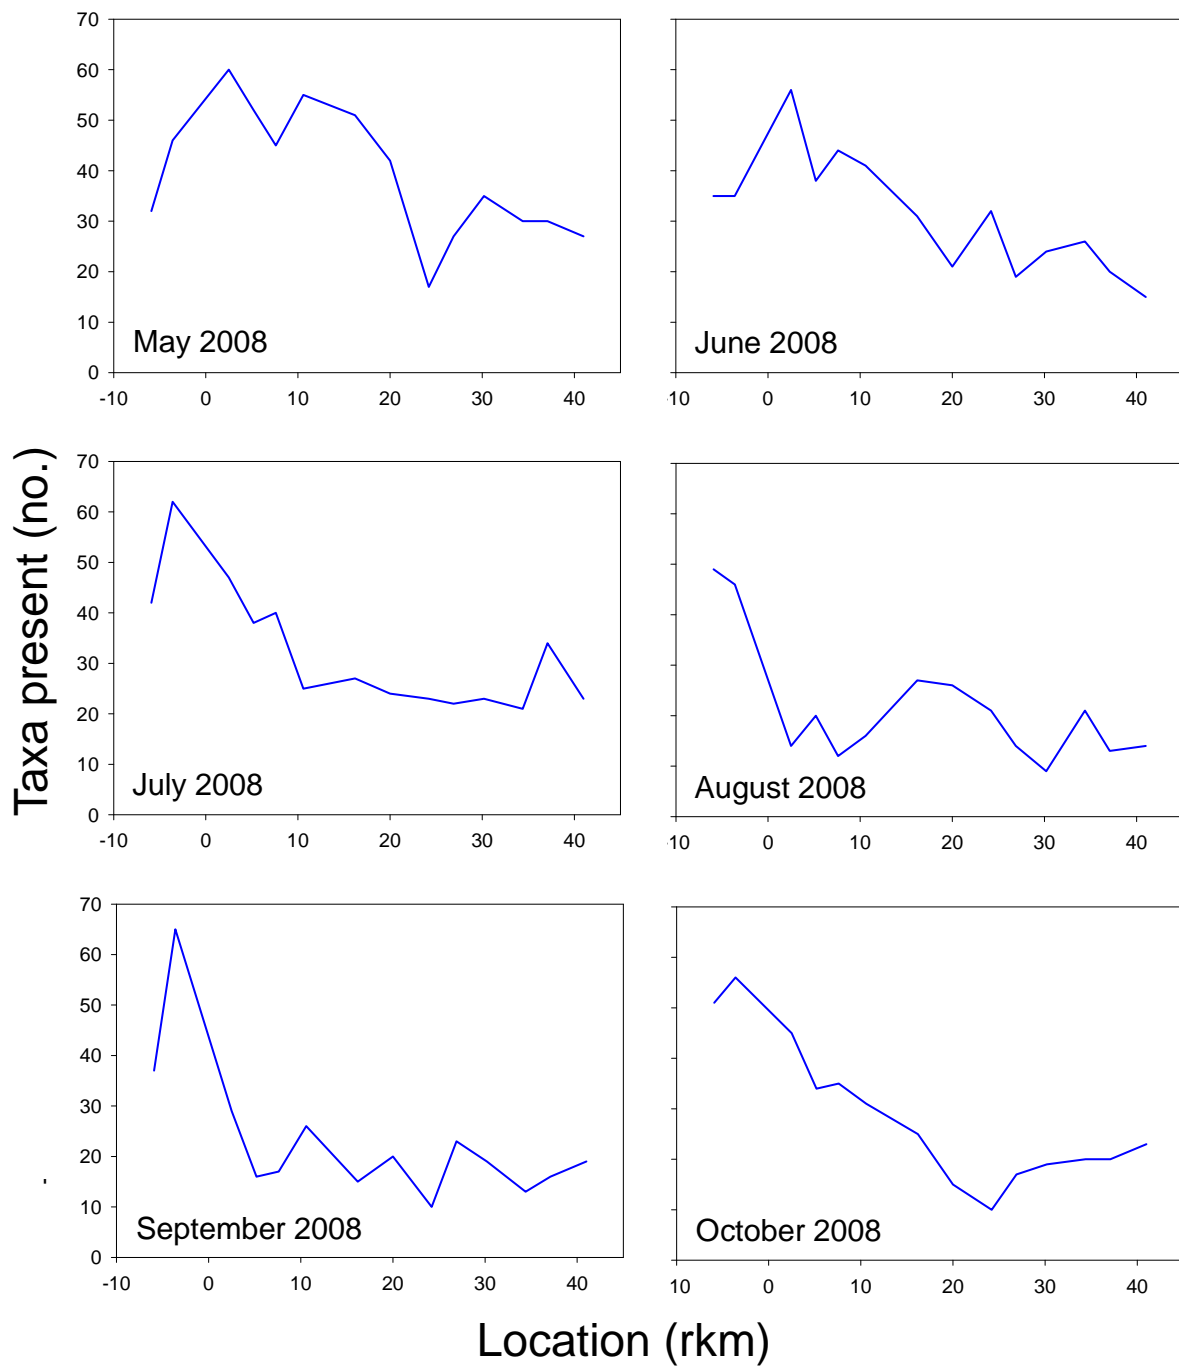 70
60
50
40
30
20
10
0
-10 0 10 20 30 40
May 2008
10 0 10 20 30 40
June 2008
Taxa present (no.)
70
60
50
40
30
20
10
0
-10 0 10 20 30 40
July 2008
10 0 10 20 30 40
August 2008
70
60
50
40
30
20
10
0
-10 0 10 20 30 40
September 2008
10 0 10 20 30 40
October 2008
-
Location (rkm)